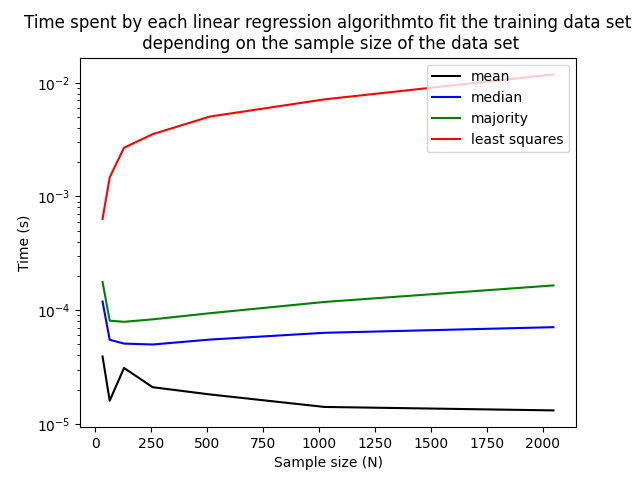 Time spent by each linear regression algorithmto fit the training data set
depending on the sample size of the data set
mean
median
majority
least squares
Time (s)
10⁻²
10⁻³
10⁻⁴
10⁻⁵
0 250 500 750 1000 1250 1500 1750 2000
Sample size (N)